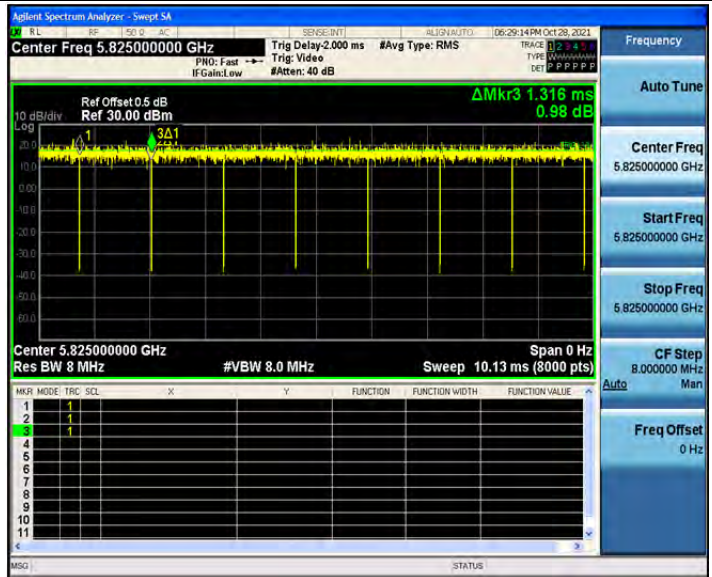 Agilent Spectrum Analyzer - Swept SA
RL RF 50 Ω AC SENSE:INT ALIGNAUTO 06:29:14 PM Oct 28, 2021
Center Freq 5.825000000 GHz
PNO: Fast
IFGain:Low
Trig Delay-2.000 ms
Trig: Video
#Atten: 40 dB
#Avg Type: RMS
TRACE 1 2 3 4 5 6
TYPE
DET P P P P P P
Ref Offset 0.5 dB
10 dB/div Ref 30.00 dBm
Log
ΔMkr3 1.316 ms
0.98 dB
1
3Δ1
20.0
10.0
0.00
-10.0
-20.0
-30.0
-40.0
-50.0
-60.0
Center 5.825000000 GHz Span 0 Hz
Res BW 8 MHz #VBW 8.0 MHz Sweep 10.13 ms (8000 pts)
MKR MODE TRC SCL X Y FUNCTION FUNCTION WIDTH FUNCTION VALUE
1 1
2 1
3 1
4
5
6
7
8
9
10
11
MSG STATUS
Frequency
Auto Tune
Center Freq
5.825000000 GHz
Start Freq
5.825000000 GHz
Stop Freq
5.825000000 GHz
CF Step
8.000000 MHz
Auto Man
Freq Offset
0 Hz